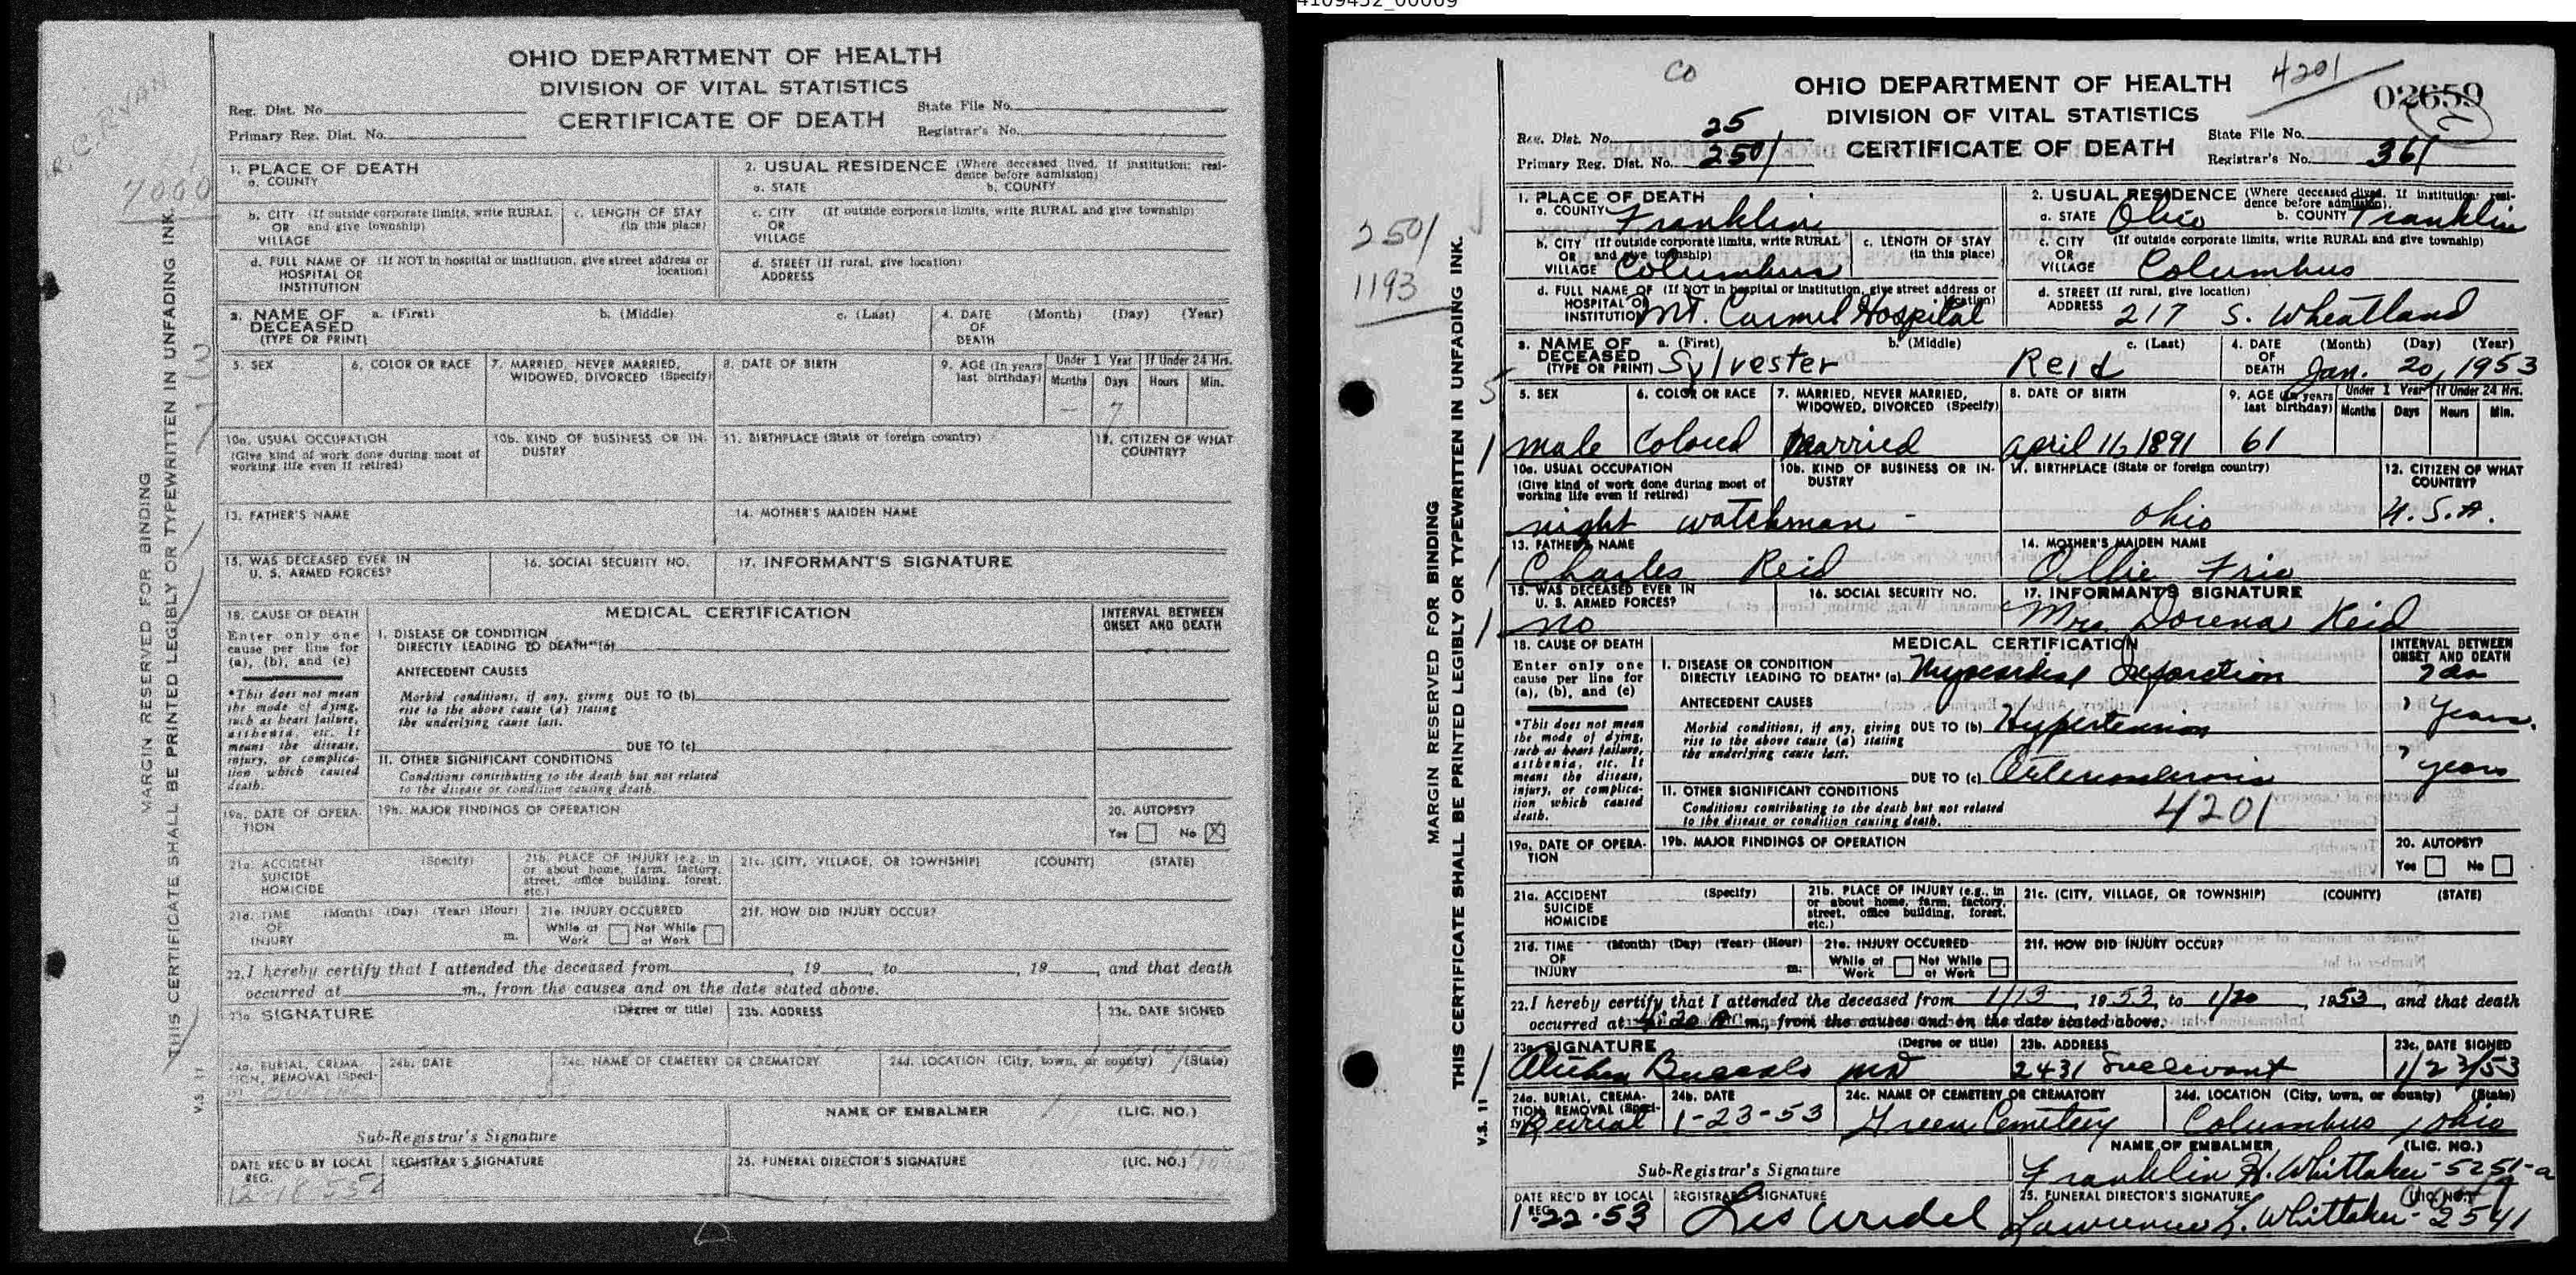 R. C. RYAN
7000
OHIO DEPARTMENT OF HEALTH
DIVISION OF VITAL STATISTICS
CERTIFICATE OF DEATH
Reg. Dist. No.
Primary Reg. Dist. No.
State File No.
Registrar's No.
1. PLACE OF DEATH
a. COUNTY
2. USUAL RESIDENCE (Where deceased lived. If institution: resi-
dence before admission)
a. STATE b. COUNTY
b. CITY (If outside corporate limits, write RURAL
OR and give township)
VILLAGE
c. LENGTH OF STAY
(in this place)
c. CITY (If outside corporate limits, write RURAL and give township)
OR
VILLAGE
d. FULL NAME OF (If NOT in hospital or institution, give street address or
HOSPITAL OR location)
INSTITUTION
d. STREET (If rural, give location)
ADDRESS
3. NAME OF a. (First) b. (Middle) c. (Last)
DECEASED
(TYPE OR PRINT)
4. DATE (Month) (Day) (Year)
OF
DEATH
5. SEX
6. COLOR OR RACE
7. MARRIED, NEVER MARRIED,
WIDOWED, DIVORCED (Specify)
8. DATE OF BIRTH
9. AGE (In years
last birthday)
Under 1 Year If Under 24 Hrs.
Months Days Hours Min.
- 7
10a. USUAL OCCUPATION
(Give kind of work done during most of
working life even if retired)
10b. KIND OF BUSINESS OR IN-
DUSTRY
11. BIRTHPLACE (State or foreign country)
12. CITIZEN OF WHAT
COUNTRY?
13. FATHER'S NAME
14. MOTHER'S MAIDEN NAME
15. WAS DECEASED EVER IN
U. S. ARMED FORCES?
16. SOCIAL SECURITY NO.
17. INFORMANT'S SIGNATURE
18. CAUSE OF DEATH
Enter only one
cause per line for
(a), (b), and (c)
*This does not mean
the mode of dying,
such as heart failure,
asthenia, etc. It
means the disease,
injury, or complica-
tion which caused
death.
MEDICAL CERTIFICATION
INTERVAL BETWEEN
ONSET AND DEATH
I. DISEASE OR CONDITION
DIRECTLY LEADING TO DEATH* (a)
ANTECEDENT CAUSES
Morbid conditions, if any, giving DUE TO (b)
rise to the above cause (a) stating
the underlying cause last.
DUE TO (c)
II. OTHER SIGNIFICANT CONDITIONS
Conditions contributing to the death but not related
to the disease or condition causing death.
19a. DATE OF OPERA-
TION
19b. MAJOR FINDINGS OF OPERATION
20. AUTOPSY?
Yes No X
21a. ACCIDENT (Specify)
SUICIDE
HOMICIDE
21b. PLACE OF INJURY (e.g., in
or about home, farm, factory,
street, office building, forest,
etc.)
21c. (CITY, VILLAGE, OR TOWNSHIP) (COUNTY) (STATE)
21d. TIME (Month) (Day) (Year) (Hour)
OF
INJURY m.
21e. INJURY OCCURRED
While at Not While
Work at Work
21f. HOW DID INJURY OCCUR?
22. I hereby certify that I attended the deceased from , 19 , to , 19 , and that death
occurred at m., from the causes and on the date stated above.
23a. SIGNATURE (Degree or title)
23b. ADDRESS
23c. DATE SIGNED
24a. BURIAL, CREMA-
TION, REMOVAL (Speci-
24b. DATE
24c. NAME OF CEMETERY OR CREMATORY
24d. LOCATION (City, town, or county) (State)
Sub-Registrar's Signature
NAME OF EMBALMER (LIC. NO.)
DATE REC'D BY LOCAL
REG.
REGISTRAR'S SIGNATURE
25. FUNERAL DIRECTOR'S SIGNATURE (LIC. NO.)
MARGIN RESERVED FOR BINDING
THIS CERTIFICATE SHALL BE PRINTED LEGIBLY OR TYPEWRITTEN IN UNFADING INK.
V.S. 11
4109452_00069
CO
4201
02659
2501
1193
OHIO DEPARTMENT OF HEALTH
DIVISION OF VITAL STATISTICS
CERTIFICATE OF DEATH
Reg. Dist. No. 25
Primary Reg. Dist. No. 2501
State File No.
Registrar's No. 361
1. PLACE OF DEATH
a. COUNTY Franklin
2. USUAL RESIDENCE (Where deceased lived. If institution: resi-
dence before admission).
a. STATE Ohio b. COUNTY Franklin
b. CITY (If outside corporate limits, write RURAL
OR and give township)
VILLAGE Columbus
c. LENGTH OF STAY
(in this place)
c. CITY (If outside corporate limits, write RURAL and give township)
OR
VILLAGE Columbus
d. FULL NAME OF (If NOT in hospital or institution, give street address or
HOSPITAL OR location)
INSTITUTION Mt. Carmel Hospital
d. STREET (If rural, give location)
ADDRESS 217 S. Wheatland
3. NAME OF a. (First) b. (Middle) c. (Last)
DECEASED
(TYPE OR PRINT) Sylvester Reid
4. DATE (Month) (Day) (Year)
OF
DEATH Jan. 20, 1953
5. SEX
male
6. COLOR OR RACE
Colored
7. MARRIED, NEVER MARRIED,
WIDOWED, DIVORCED (Specify)
Married
8. DATE OF BIRTH
April 11, 1891
9. AGE (In years
last birthday)
61
Under 1 Year If Under 24 Hrs.
Months Days Hours Min.
10a. USUAL OCCUPATION
(Give kind of work done during most of
working life even if retired)
night watchman
10b. KIND OF BUSINESS OR IN-
DUSTRY
-
11. BIRTHPLACE (State or foreign country)
Ohio
12. CITIZEN OF WHAT
COUNTRY?
U.S.A.
13. FATHER'S NAME
Charles Reid
14. MOTHER'S MAIDEN NAME
Ollie
15. WAS DECEASED EVER IN
U. S. ARMED FORCES?
no
16. SOCIAL SECURITY NO.
17. INFORMANT'S SIGNATURE
Mrs. Dorena Reid
18. CAUSE OF DEATH
Enter only one
cause per line for
(a), (b), and (c)
*This does not mean
the mode of dying,
such as heart failure,
asthenia, etc. It
means the disease,
injury, or complica-
tion which caused
death.
MEDICAL CERTIFICATION
INTERVAL BETWEEN
ONSET AND DEATH
I. DISEASE OR CONDITION
DIRECTLY LEADING TO DEATH* (a) Myocardial Infarction 7 da
ANTECEDENT CAUSES
Morbid conditions, if any, giving DUE TO (b) Hypertension ? years.
rise to the above cause (a) stating
the underlying cause last.
DUE TO (c) Arteriosclerosis ? years
II. OTHER SIGNIFICANT CONDITIONS
Conditions contributing to the death but not related
to the disease or condition causing death.
4201
19a. DATE OF OPERA-
TION
19b. MAJOR FINDINGS OF OPERATION
20. AUTOPSY?
Yes No
21a. ACCIDENT (Specify)
SUICIDE
HOMICIDE
21b. PLACE OF INJURY (e.g., in
or about home, farm, factory,
street, office building, forest,
etc.)
21c. (CITY, VILLAGE, OR TOWNSHIP) (COUNTY) (STATE)
21d. TIME (Month) (Day) (Year) (Hour)
OF
INJURY m.
21e. INJURY OCCURRED
While at Not While
Work at Work
21f. HOW DID INJURY OCCUR?
22. I hereby certify that I attended the deceased from 1/13, 1953, to 1/20, 1953, and that death
occurred at 4:20 A m., from the causes and on the date stated above.
23a. SIGNATURE (Degree or title)
MD
23b. ADDRESS
2431 Sullivant
23c. DATE SIGNED
1/23/53
24a. BURIAL, CREMA-
TION, REMOVAL (Speci-
fy) Burial
24b. DATE
1-23-53
24c. NAME OF CEMETERY OR CREMATORY
Green Cemetery
24d. LOCATION (City, town, or county) (State)
Columbus Ohio
Sub-Registrar's Signature
NAME OF EMBALMER (LIC. NO.)
Franklin H. Whittaker - 5251-a
DATE REC'D BY LOCAL
REG.
1-22-53
REGISTRAR'S SIGNATURE
25. FUNERAL DIRECTOR'S SIGNATURE (LIC. NO.)
Lawrence L. Whittaker - 2541
MARGIN RESERVED FOR BINDING
THIS CERTIFICATE SHALL BE PRINTED LEGIBLY OR TYPEWRITTEN IN UNFADING INK.
V.S. 11